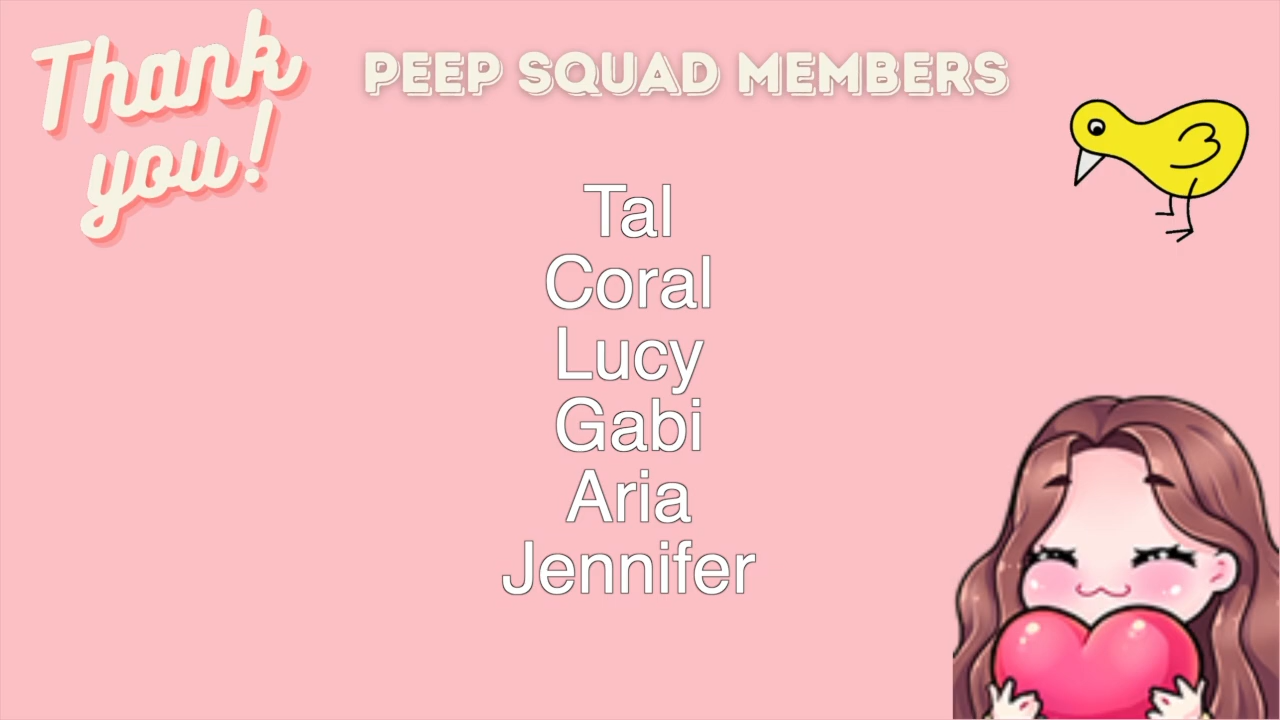 Thank
you!
PEEP SQUAD MEMBERS
Tal
Coral
Lucy
Gabi
Aria
Jennifer